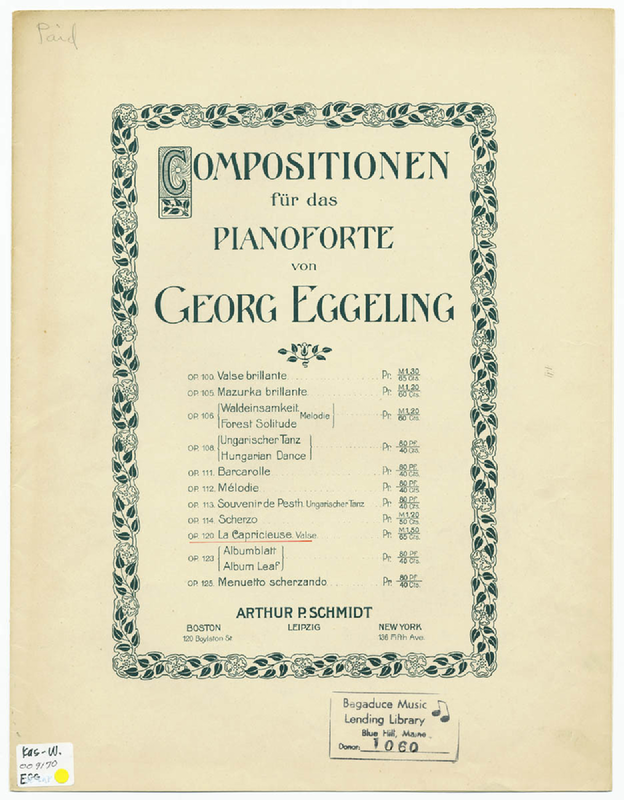 Paid
COMPOSITIONEN
für das
PIANOFORTE
von
GEORG EGGELING
OP. 100. Valse brillante Pr. M 1,30 65 Cts.
OP. 105. Mazurka brillante Pr. M 1,20 60 Cts.
OP. 106. Waldeinsamkeit Forest Solitude Melodie Pr. M 1,20 60 Cts.
OP. 108. Ungarischer Tanz Hungarian Dance Pr. 80 PF. 40 Cts.
OP. 111. Barcarolle Pr. 80 PF. 40 Cts.
OP. 112. Mélodie Pr. 80 PF. 40 Cts.
OP. 113. Souvenir de Pesth. Ungarischer Tanz Pr. 80 PF. 40 Cts.
OP. 114. Scherzo Pr. M 1,20 Cts.
OP. 120. La Capricieuse. Valse Pr. M 1,30 65 Cts.
OP. 123. Albumblatt Album Leaf Pr. 80 PF. 40 Cts.
OP. 125. Menuetto scherzando Pr. 80 PF. 40 Cts.
ARTHUR P. SCHMIDT
BOSTON LEIPZIG NEW YORK
120 Boylston St. 136 Fifth Ave.
Bagaduce Music
Lending Library
Blue Hill, Maine
Donor: 1060
Kas-W.
009170
EGG